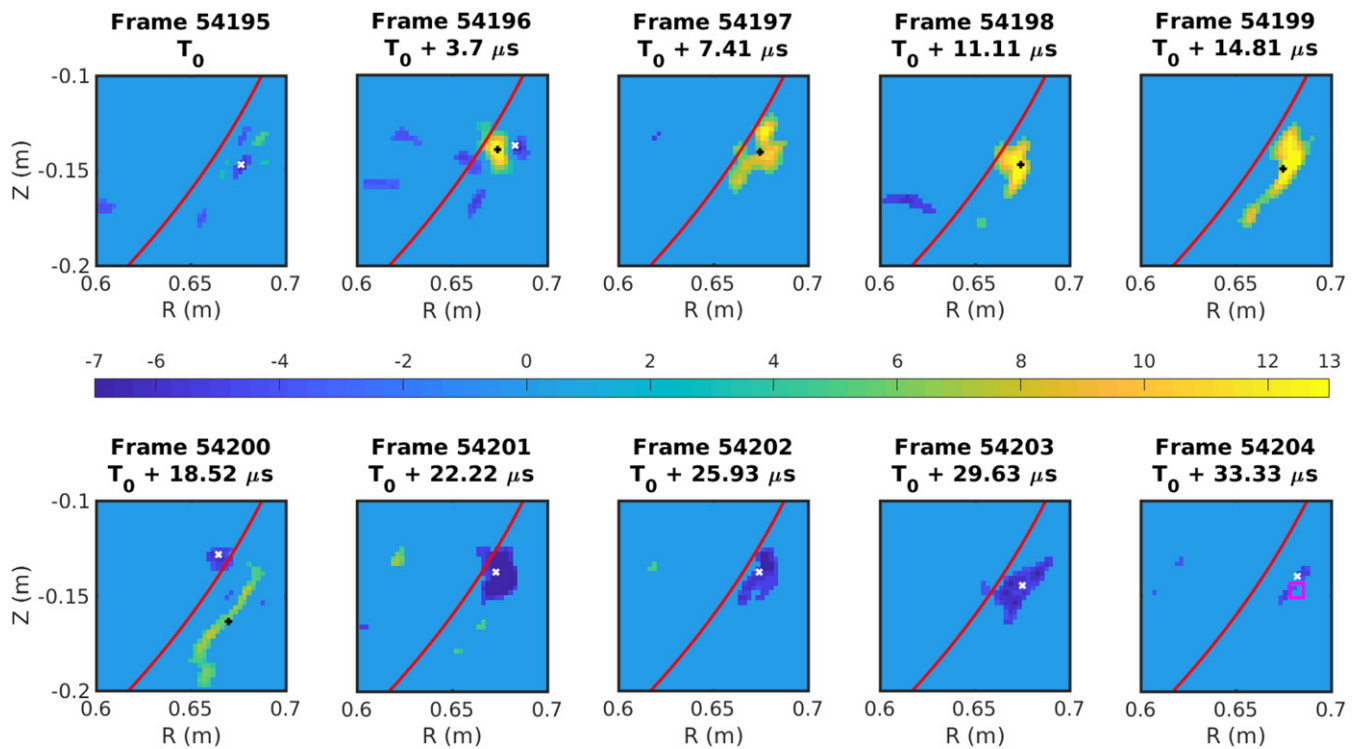 Frame 54195 Frame 54196 Frame 54197 Frame 54198 Frame 54199
T0 T0 + 3.7 μs T0 + 7.41 μs T0 + 11.11 μs T0 + 14.81 μs
-0.1
-0.15
-0.2
Z (m)
0.6 0.65 0.7 0.6 0.65 0.7 0.6 0.65 0.7 0.6 0.65 0.7 0.6 0.65 0.7
R (m) R (m) R (m) R (m) R (m)
-7 -6 -4 -2 0 2 4 6 8 10 12 13
Frame 54200 Frame 54201 Frame 54202 Frame 54203 Frame 54204
T0 + 18.52 μs T0 + 22.22 μs T0 + 25.93 μs T0 + 29.63 μs T0 + 33.33 μs
-0.1
-0.15
-0.2
Z (m)
0.6 0.65 0.7 0.6 0.65 0.7 0.6 0.65 0.7 0.6 0.65 0.7 0.6 0.65 0.7
R (m) R (m) R (m) R (m) R (m)